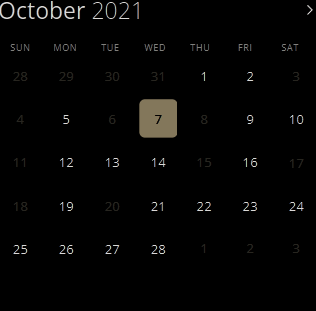 October 2021
SUN MON TUE WED THU FRI SAT
28 29 30 31 1 2 3
4 5 6 7 8 9 10
11 12 13 14 15 16 17
18 19 20 21 22 23 24
25 26 27 28 1 2 3